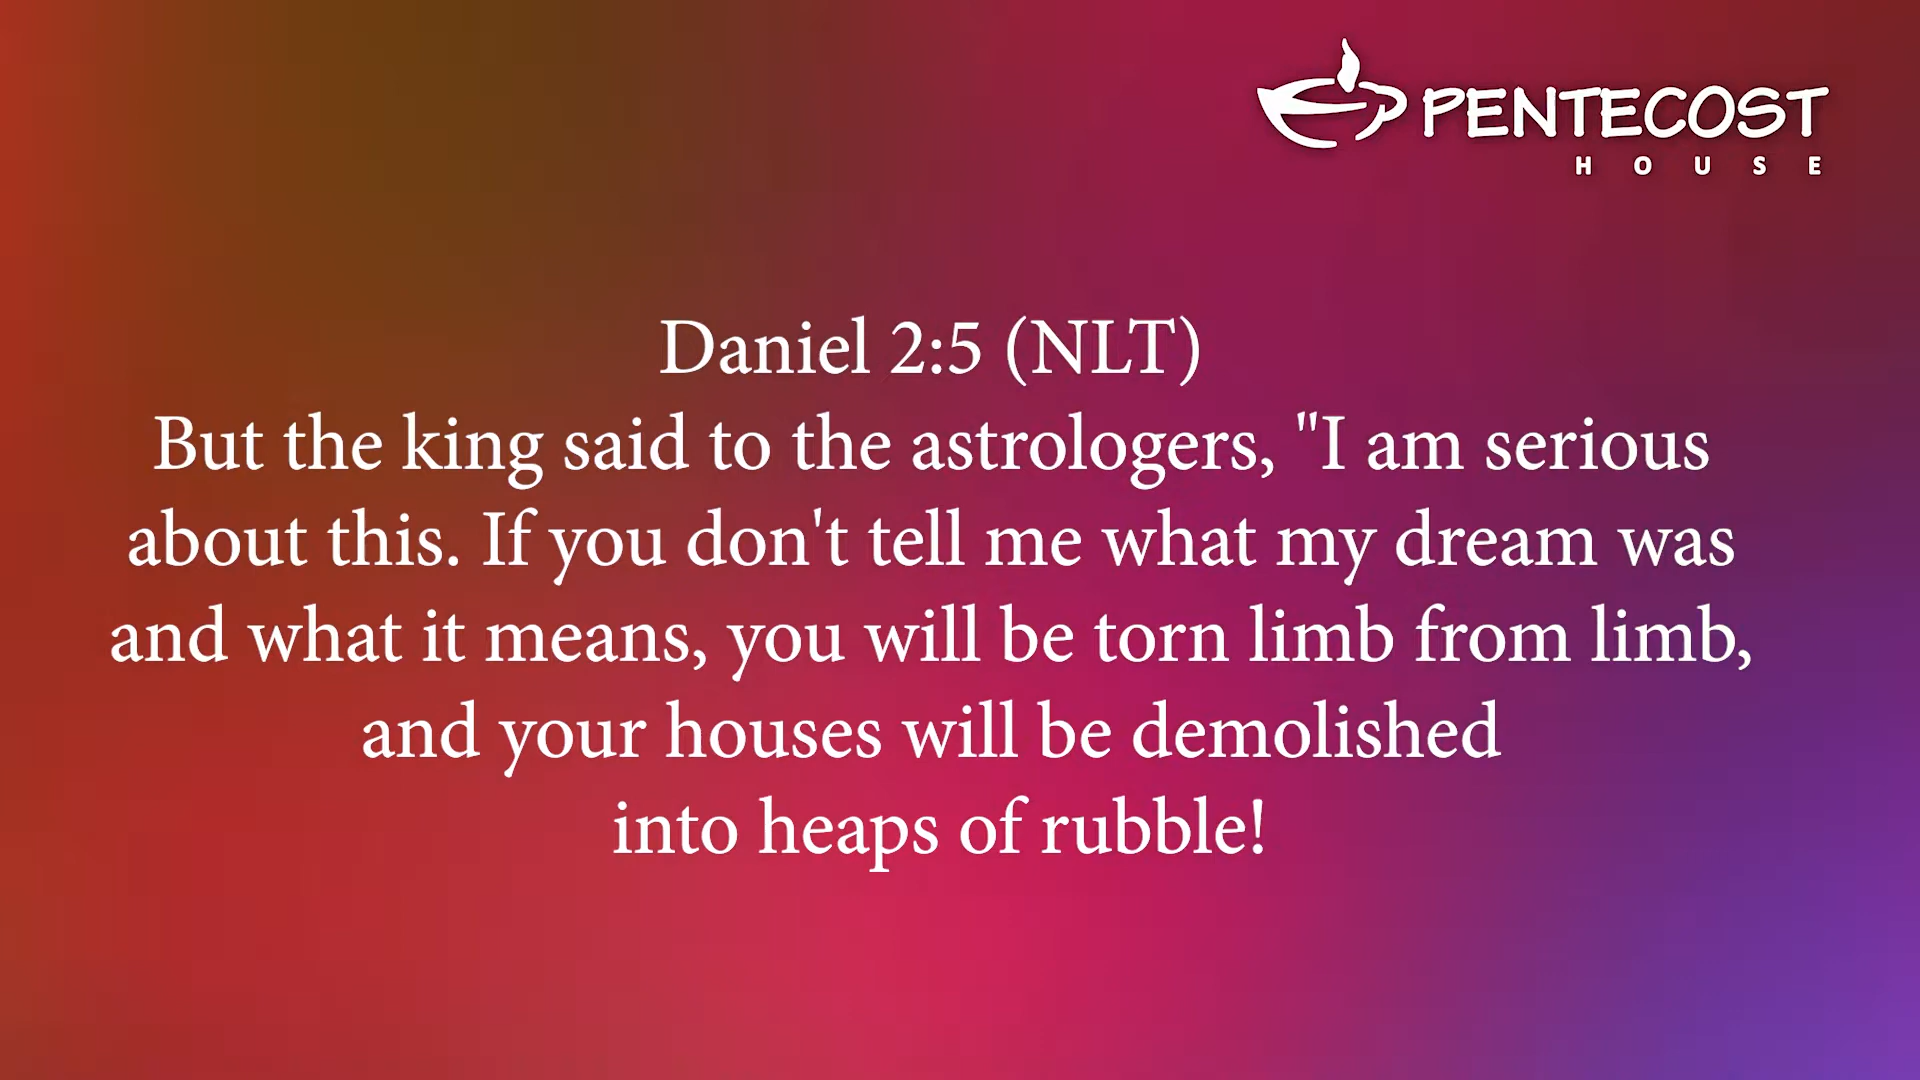 PENTECOST
HOUSE
Daniel 2:5 (NLT)
But the king said to the astrologers, "I am serious
about this. If you don't tell me what my dream was
and what it means, you will be torn limb from limb,
and your houses will be demolished
into heaps of rubble!